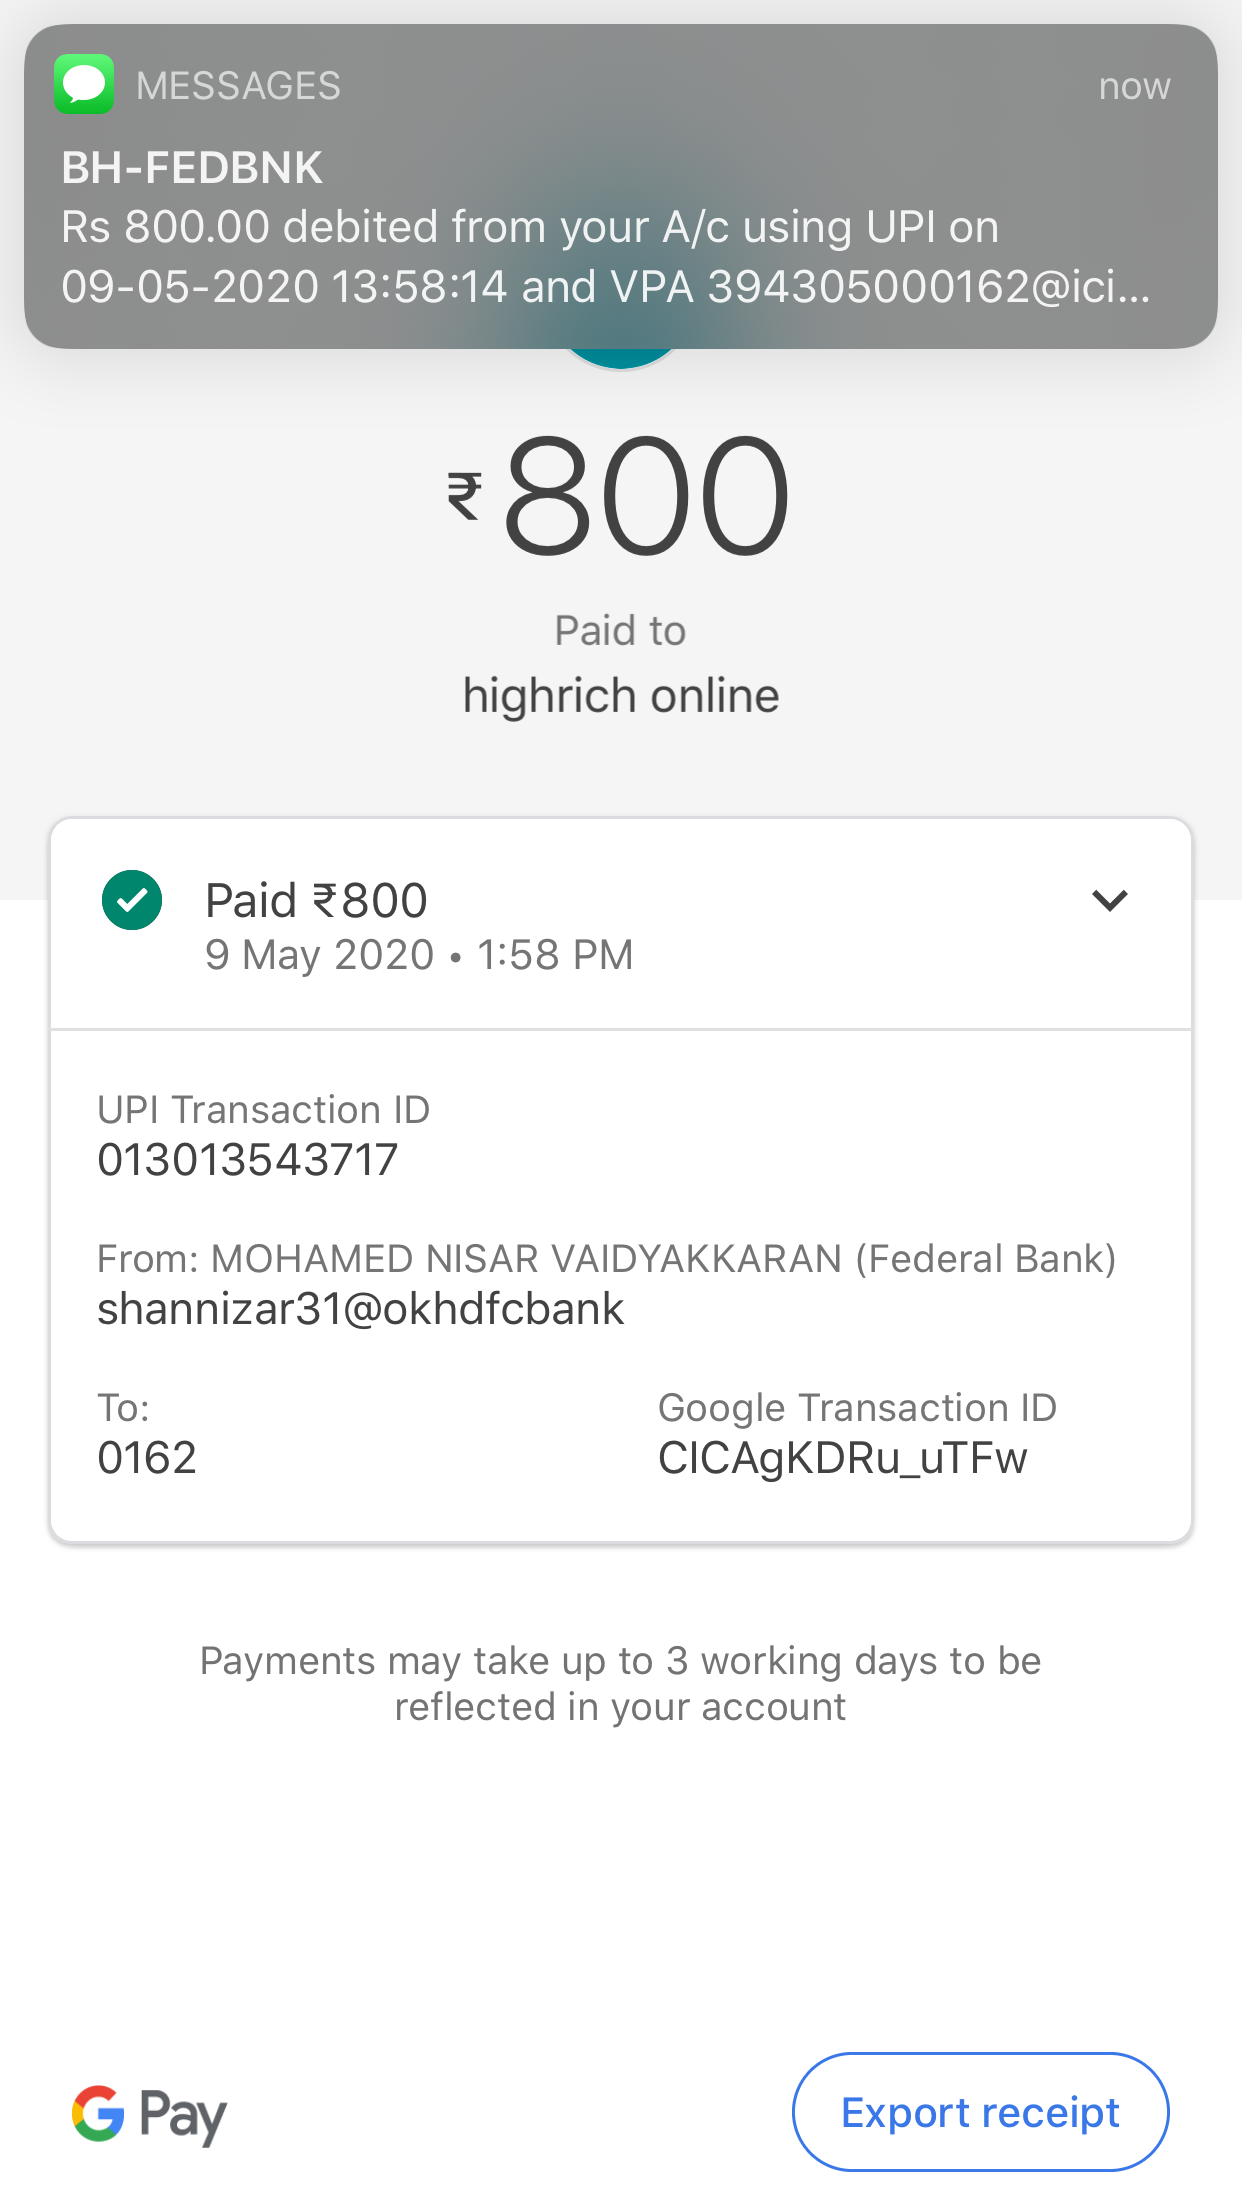 MESSAGES now
BH-FEDBNK
Rs 800.00 debited from your A/c using UPI on
09-05-2020 13:58:14 and VPA 394305000162@ici...
₹800
Paid to
highrich online
Paid ₹800
9 May 2020 • 1:58 PM
UPI Transaction ID
013013543717
From: MOHAMED NISAR VAIDYAKKARAN (Federal Bank)
shannizar31@okhdfcbank
To:
0162
Google Transaction ID
CICAgKDRu_uTFw
Payments may take up to 3 working days to be
reflected in your account
G Pay
Export receipt